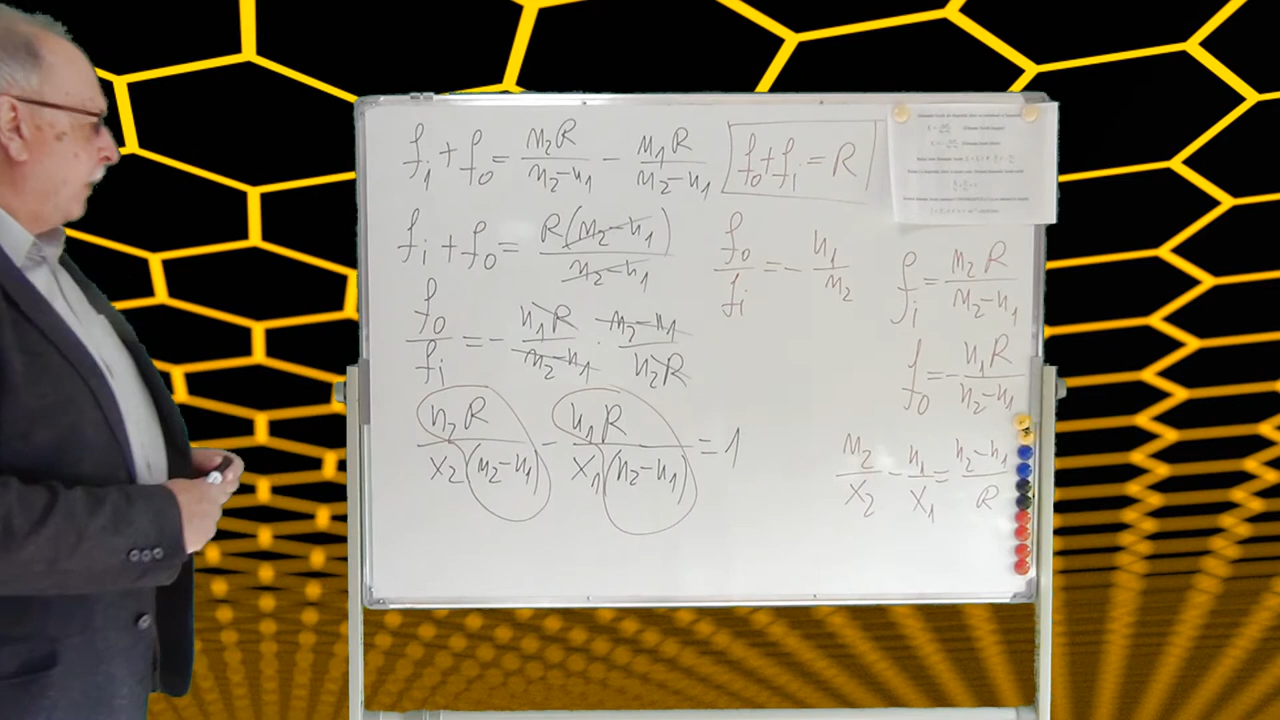 f₁ + f₀ = n₂R / (n₂-n₁) - n₁R / (n₂-n₁)
f₀ + fᵢ = R
fᵢ + f₀ = R(n₂-n₁) / (n₂-n₁)
f₀ / fᵢ = - n₁R / (n₂-n₁) · (n₂-n₁) / n₂R
n₂R / x₂(n₂-n₁) - n₁R / x₁(n₂-n₁) = 1
f₀ / fᵢ = - n₁ / n₂
fᵢ = n₂R / (n₂-n₁)
f₀ = - n₁R / (n₂-n₁)
n₂ / x₂ - n₁ / x₁ = (n₂-n₁) / R